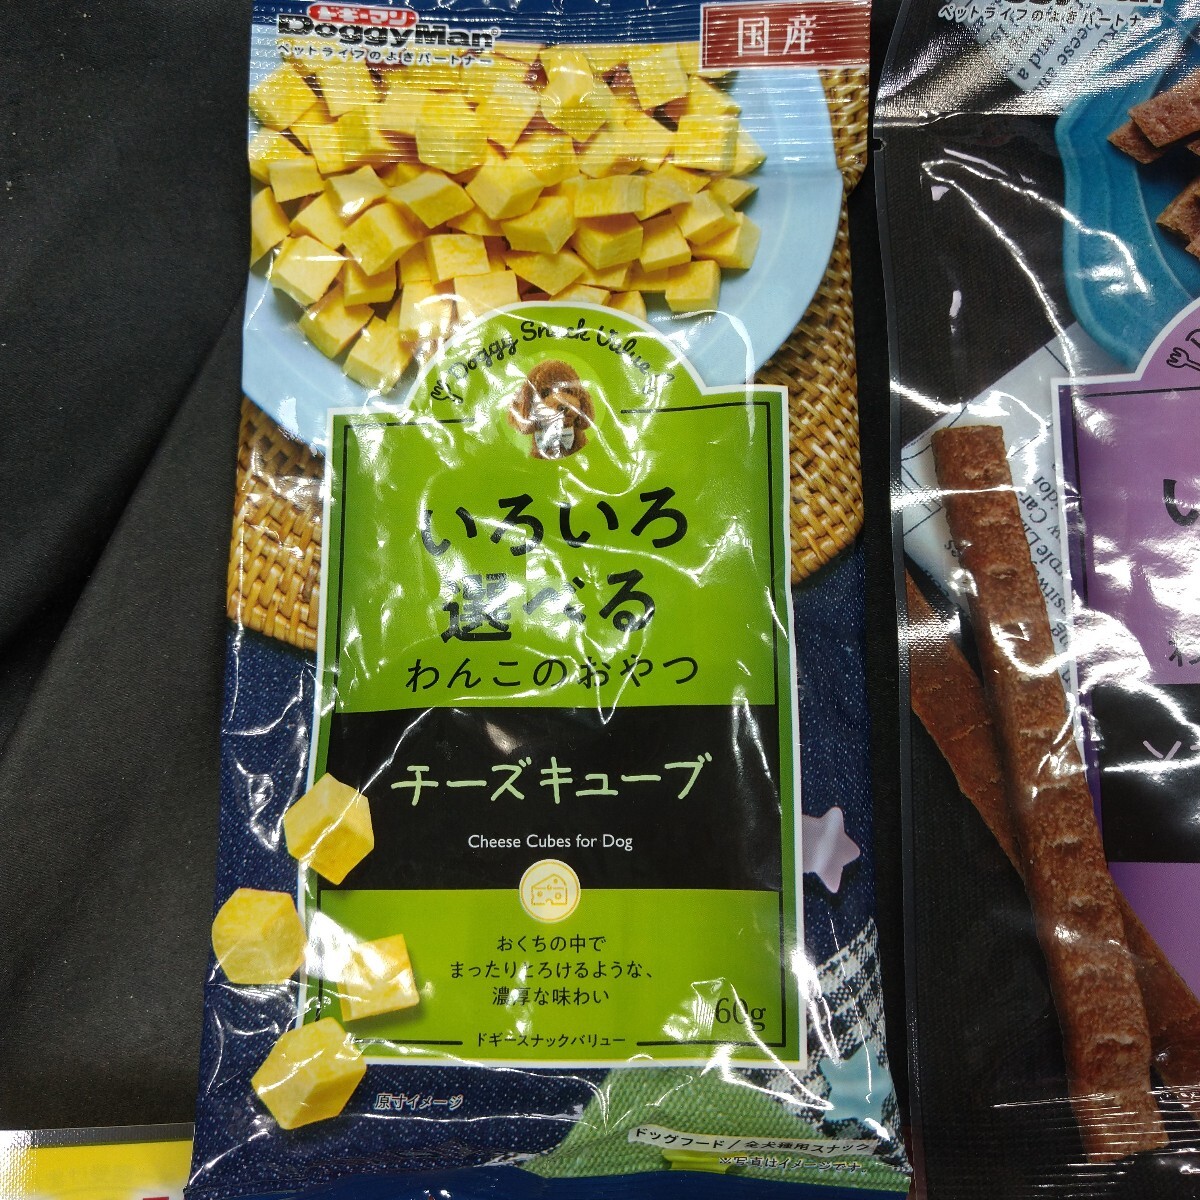 ドギーマン
DoggyMan®
ペットライフのよきパートナー
国産
Doggy Snack Value
いろいろ
選べる
わんこのおやつ
チーズキューブ
Cheese Cubes for Dog
おくちの中で
まったりとろけるような、
濃厚な味わい
60g
ドギースナックバリュー
原寸イメージ
ドッグフード/全犬種用スナック
※写真はイメージです。
ペットライフのよきパートナー